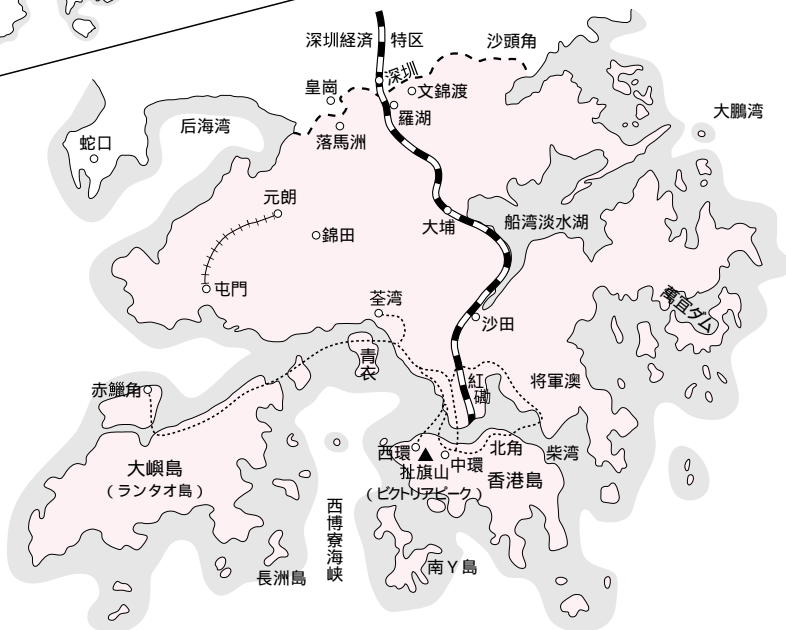 深圳経済
特区
沙頭角
深圳
皇崗
文錦渡
羅湖
落馬洲
大鵬湾
后海湾
蛇口
元朗
錦田
大埔
船湾淡水湖
屯門
荃湾
沙田
萬宜ダム
青衣
赤鱲角
紅磡
将軍澳
西環
中環
北角
柴湾
扯旗山
(ビクトリアピーク)
香港島
大嶼島
(ランタオ島)
西博寮海峡
長洲島
南Y島